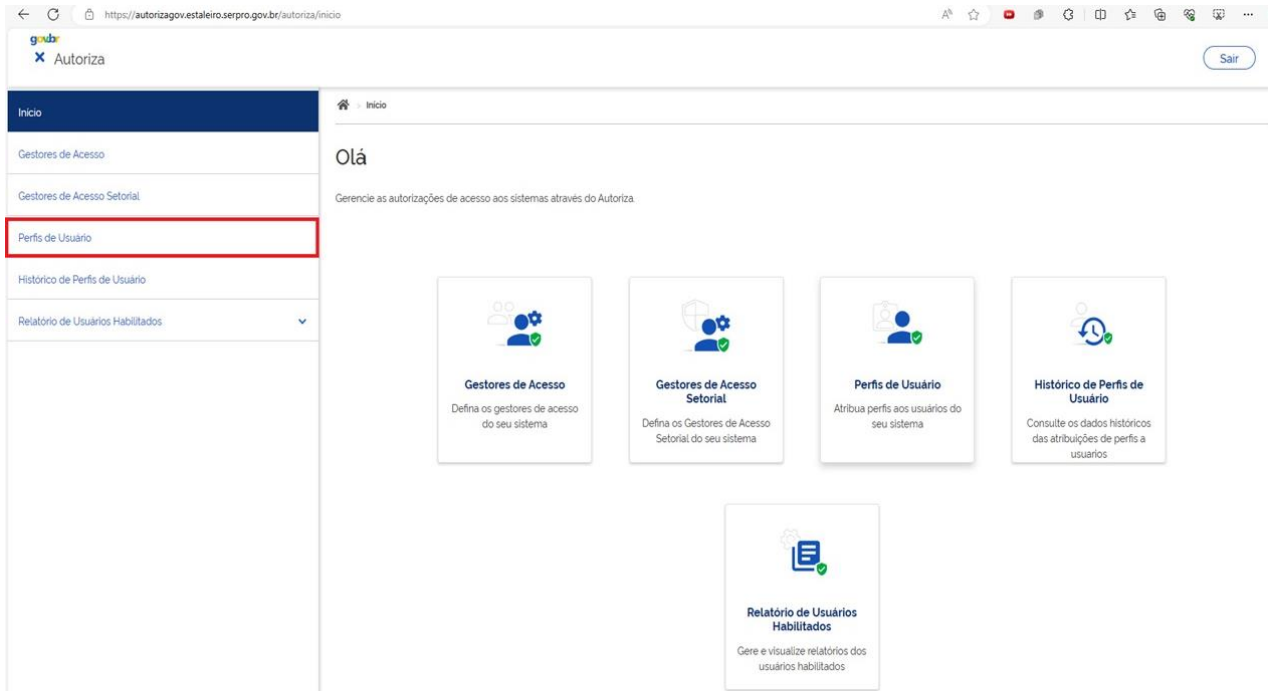 https://autorizagov.estaleiro.serpro.gov.br/autoriza/inicio
gov.br
Autoriza
Sair
Início
Gestores de Acesso
Gestores de Acesso Setorial
Perfis de Usuário
Histórico de Perfis de Usuário
Relatório de Usuários Habilitados
Início
Olá
Gerencie as autorizações de acesso aos sistemas através do Autoriza
Gestores de Acesso
Defina os gestores de acesso
do seu sistema
Gestores de Acesso
Setorial
Defina os Gestores de Acesso
Setorial do seu sistema
Perfis de Usuário
Atribua perfis aos usuários do
seu sistema
Histórico de Perfis de
Usuário
Consulte os dados históricos
das atribuições de perfis a
usuarios
Relatório de Usuários
Habilitados
Gere e visualize relatórios dos
usuários habilitados